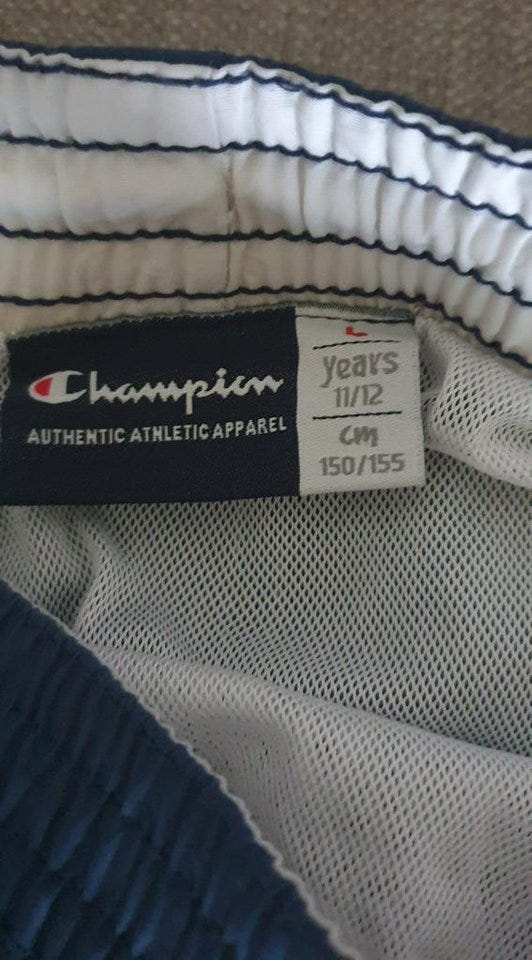 Champion
AUTHENTIC ATHLETIC APPAREL
L
years
11/12
cm
150/155